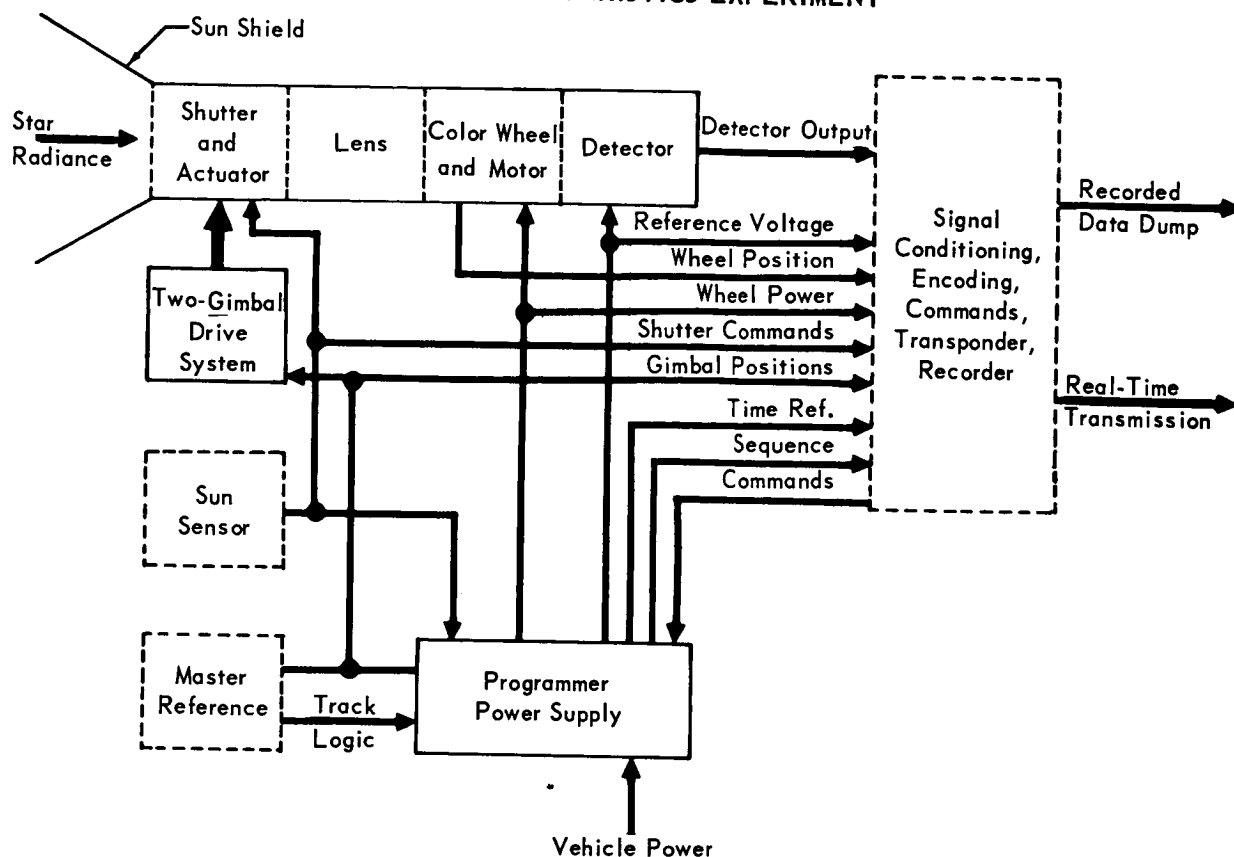 EXPERIMENT
Sun Shield
Star
Radiance
Shutter
and
Actuator
Lens
Color Wheel
and Motor
Detector
Detector Output
Reference Voltage
Wheel Position
Wheel Power
Shutter Commands
Gimbal Positions
Time Ref.
Sequence
Commands
Signal
Conditioning,
Encoding,
Commands,
Transponder,
Recorder
Recorded
Data Dump
Real-Time
Transmission
Two-Gimbal
Drive
System
Sun
Sensor
Master
Reference
Track
Logic
Programmer
Power Supply
Vehicle Power